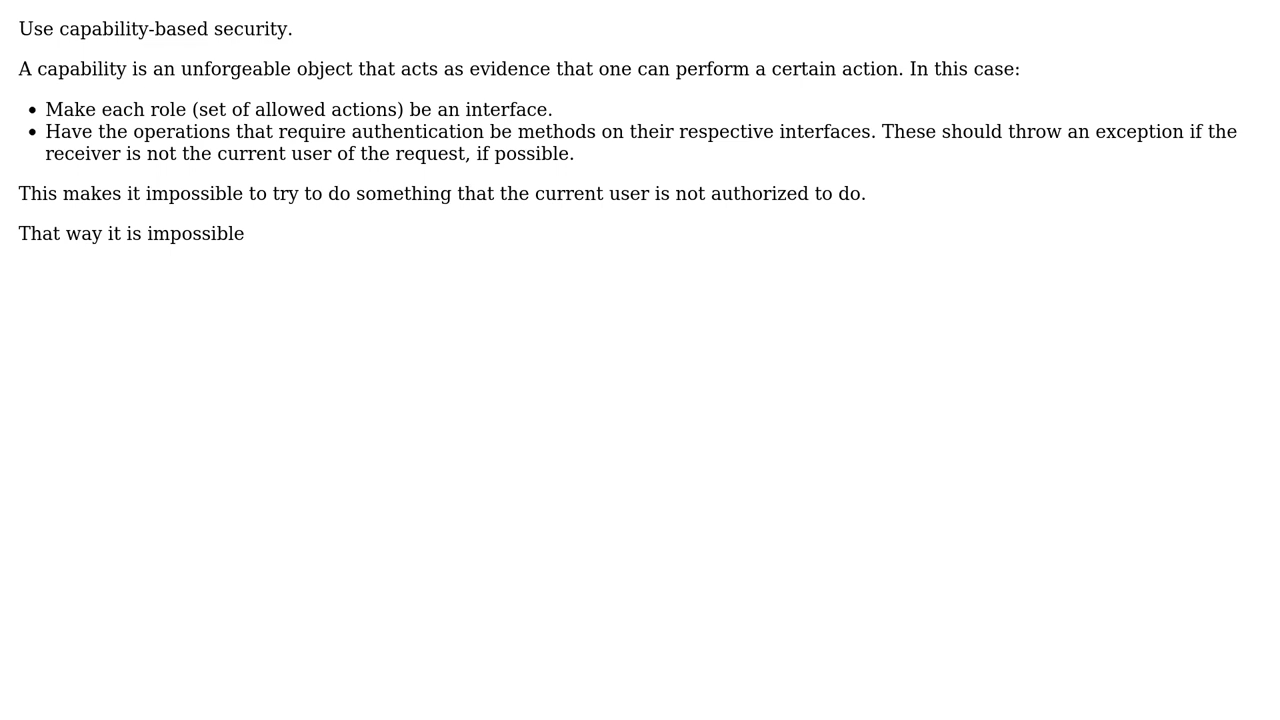 Use capability-based security.
A capability is an unforgeable object that acts as evidence that one can perform a certain action. In this case:
• Make each role (set of allowed actions) be an interface.
• Have the operations that require authentication be methods on their respective interfaces. These should throw an exception if the
receiver is not the current user of the request, if possible.
This makes it impossible to try to do something that the current user is not authorized to do.
That way it is impossible